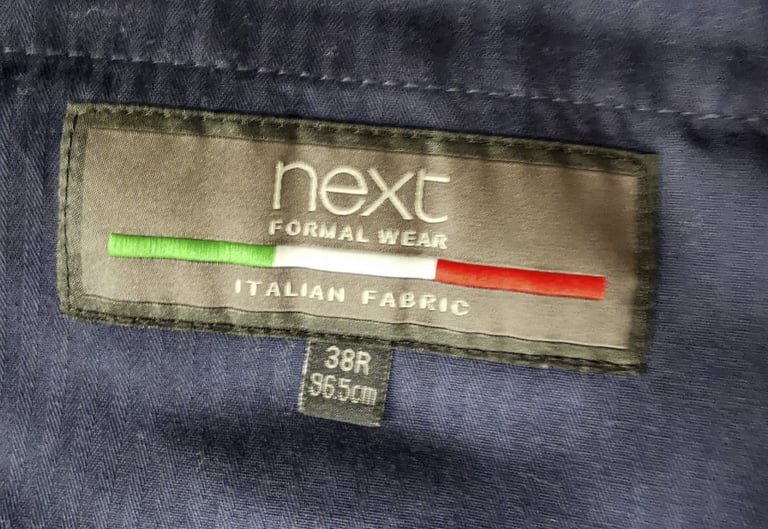 next
FORMAL WEAR
ITALIAN FABRIC
38R
96.5cm